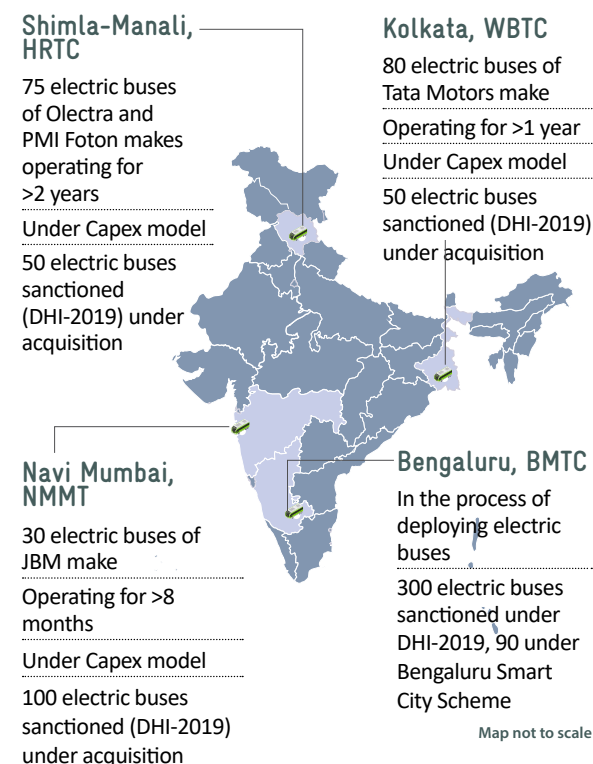 Shimla-Manali,
HRTC
75 electric buses
of Olectra and
PMI Foton makes
operating for
>2 years
Under Capex model
50 electric buses
sanctioned
(DHI-2019) under
acquisition
Kolkata, WBTC
80 electric buses of
Tata Motors make
Operating for >1 year
Under Capex model
50 electric buses
sanctioned (DHI-2019)
under acquisition
Navi Mumbai,
NMMT
30 electric buses of
JBM make
Operating for >8
months
Under Capex model
100 electric buses
sanctioned (DHI-2019)
under acquisition
Bengaluru, BMTC
In the process of
deploying electric
buses
300 electric buses
sanctioned under
DHI-2019, 90 under
Bengaluru Smart
City Scheme
Map not to scale